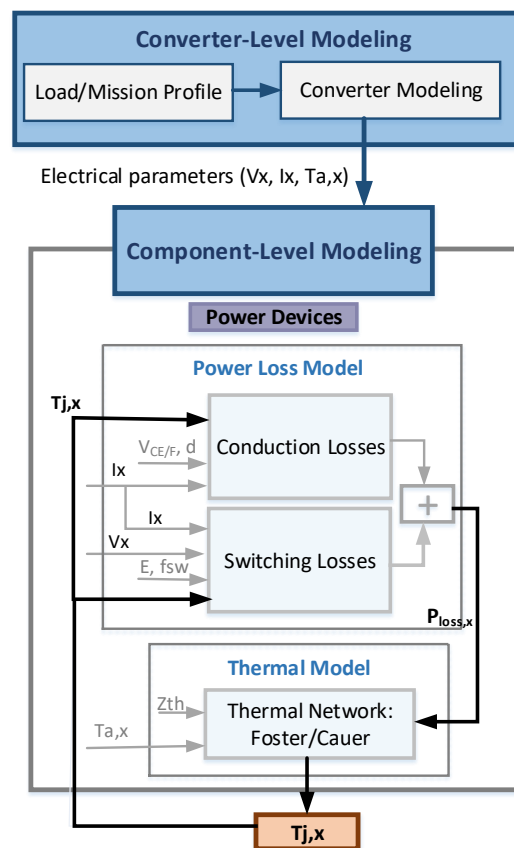 Converter-Level Modeling
Load/Mission Profile
Converter Modeling
Electrical parameters (Vx, Ix, Ta,x)
Component-Level Modeling
Power Devices
Power Loss Model
Tj,x
VCE/F, d
Conduction Losses
Ix
+
Ix
Vx
Switching Losses
E, fsw
Ploss,x
Thermal Model
Zth
Thermal Network:
Foster/Cauer
Ta,x
Tj,x